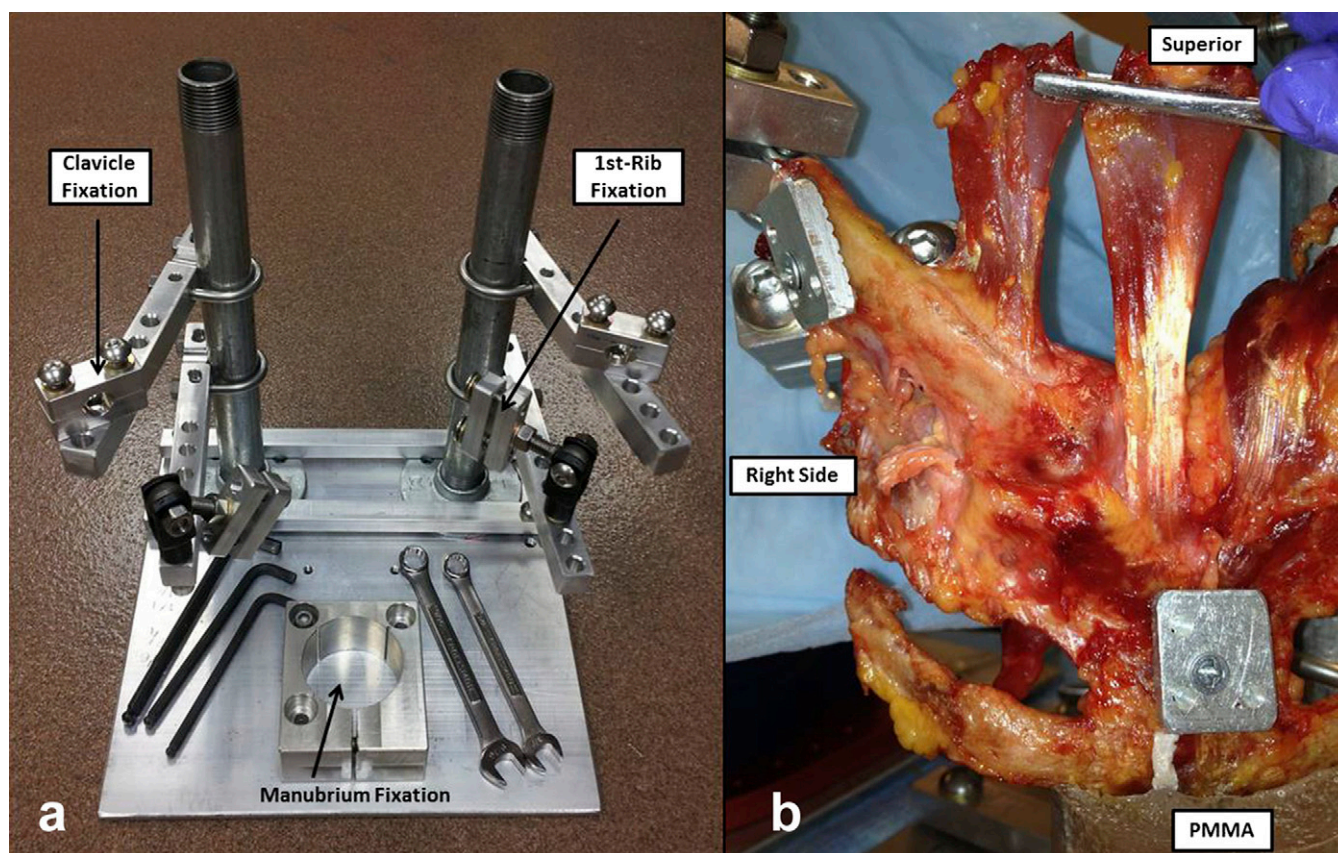 Clavicle
Fixation
1st-Rib
Fixation
Manubrium Fixation
a
Superior
Right Side
PMMA
b